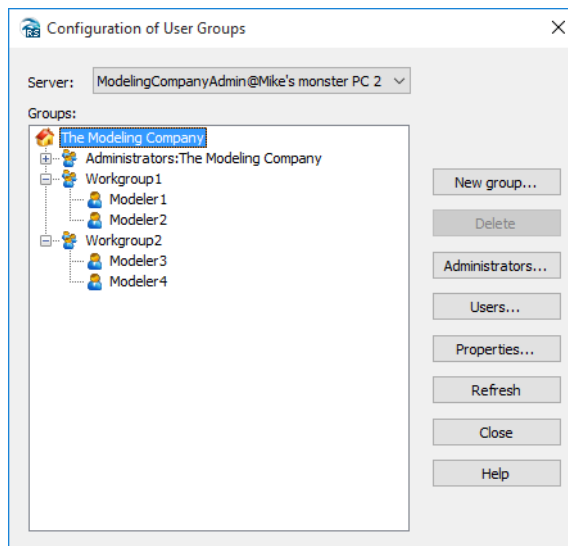 Configuration of User Groups
Server: ModelingCompanyAdmin@Mike's monster PC 2
Groups:
The Modeling Company
Administrators:The Modeling Company
Workgroup1
Modeler1
Modeler2
Workgroup2
Modeler3
Modeler4
New group...
Delete
Administrators...
Users...
Properties...
Refresh
Close
Help